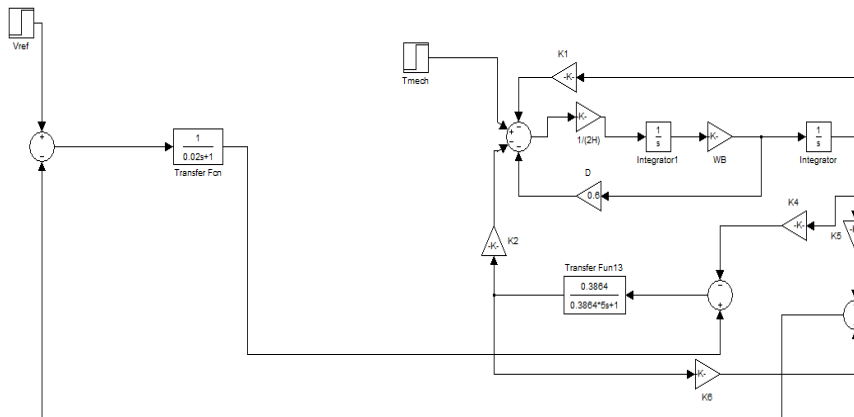 Vref
+
−
1
0.02s+1
Transfer Fcn
Tmech
K1
-K-
+
−
−
−
K-
1/(2H)
1
s
Integrator1
K-
WB
1
s
Integrator
D
0.6
K4
-K-
K5
-K
K2
-K-
Transfer Fun13
0.3864
0.3864*5s+1
−
+
K-
K6